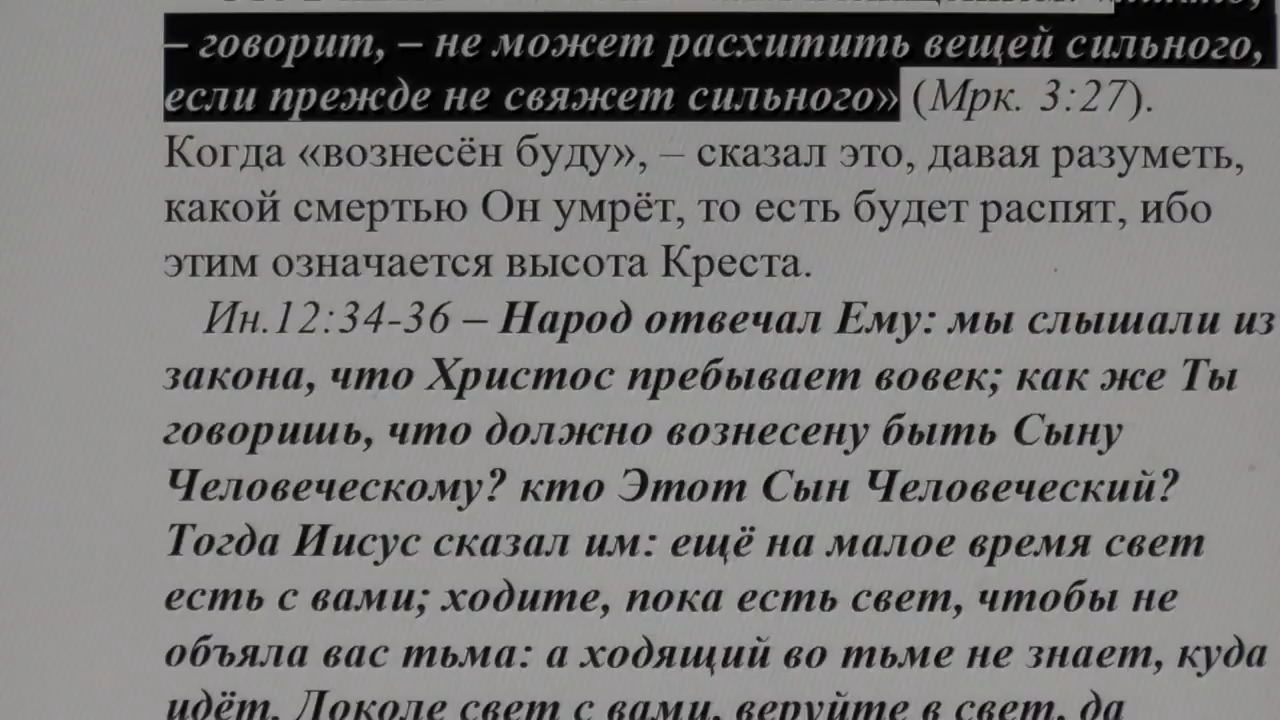 – говорит, – не может расхитить вещей сильного,
если прежде не свяжет сильного» (Мрк. 3:27).
Когда «вознесён буду», – сказал это, давая разуметь,
какой смертью Он умрёт, то есть будет распят, ибо
этим означается высота Креста.
Ин.12:34-36 – Народ отвечал Ему: мы слышали из
закона, что Христос пребывает вовек; как же Ты
говоришь, что должно вознесену быть Сыну
Человеческому? кто Этот Сын Человеческий?
Тогда Иисус сказал им: ещё на малое время свет
есть с вами; ходите, пока есть свет, чтобы не
объяла вас тьма: а ходящий во тьме не знает, куда
идёт. Доколе свет с вами, веруйте в свет, да